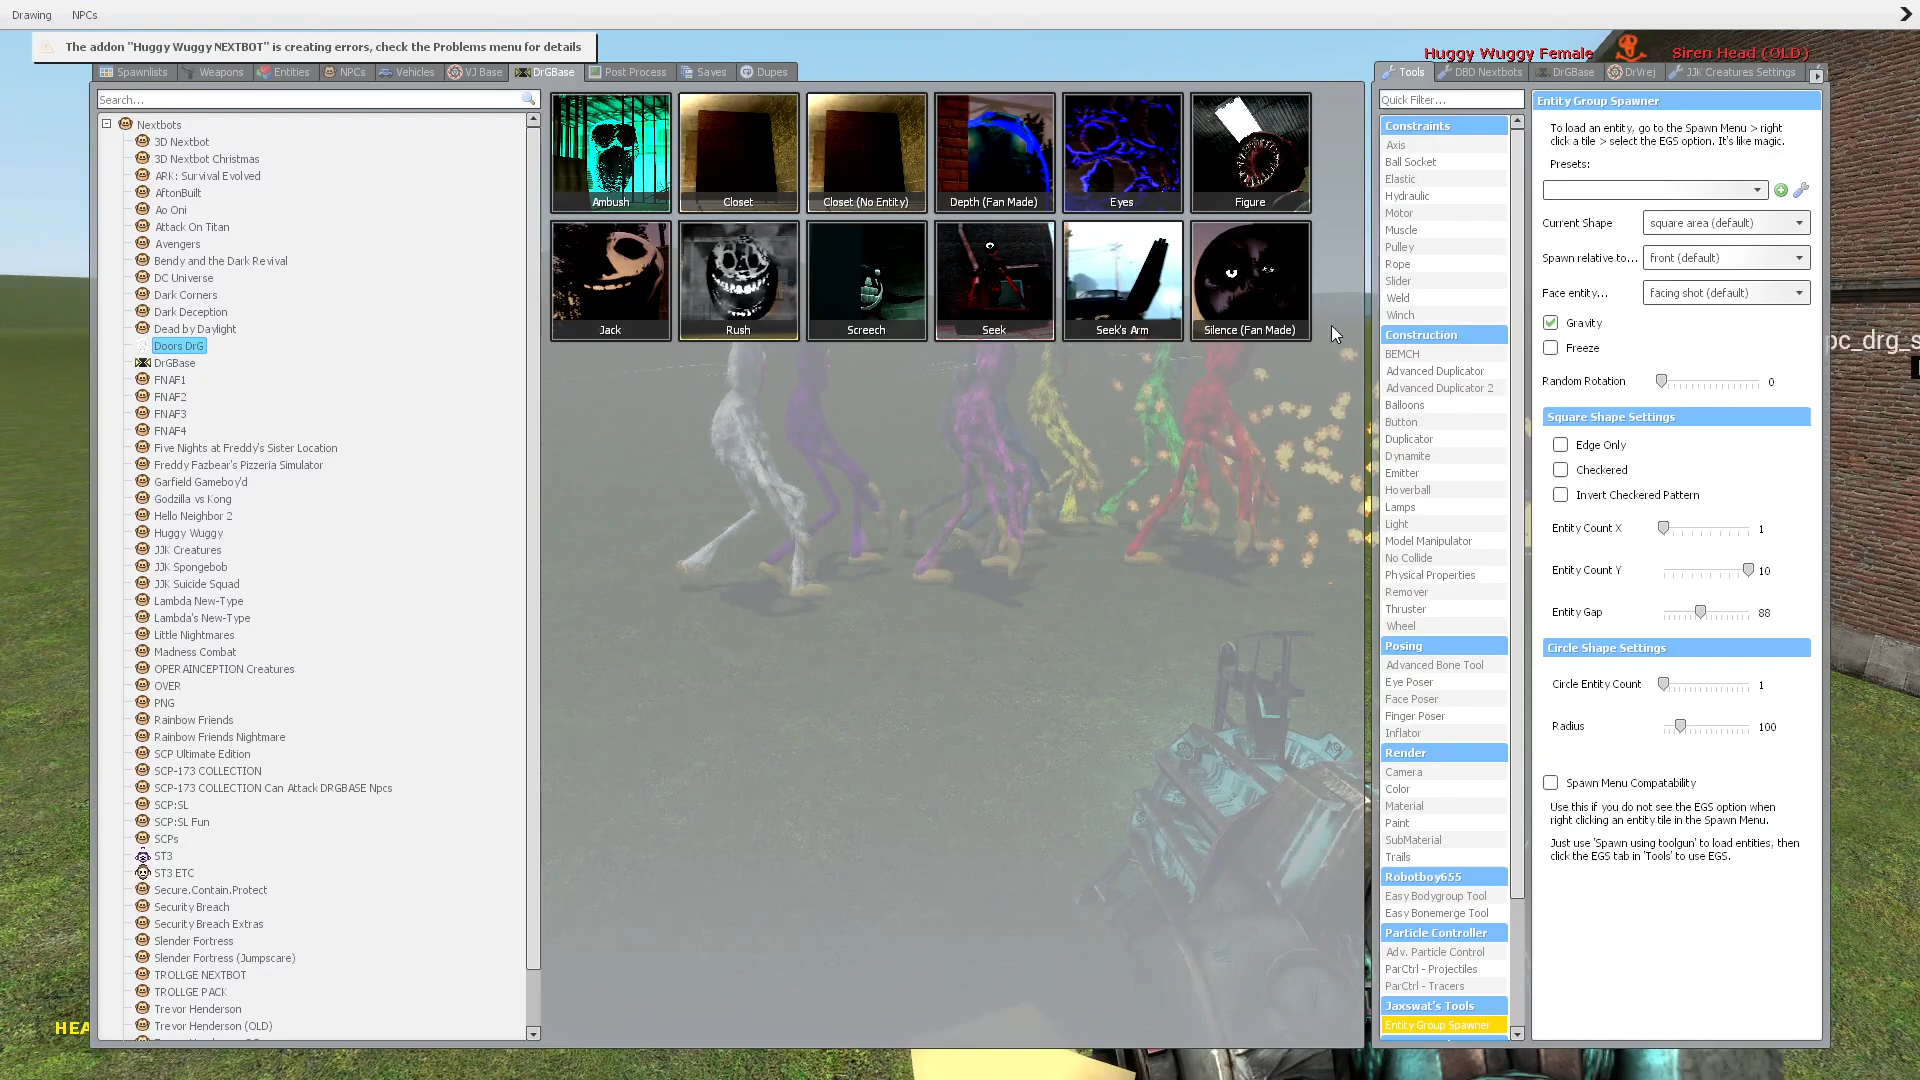 Drawing NPCs
The addon "Huggy Wuggy NEXTBOT" is creating errors, check the Problems menu for details
Huggy Wuggy Female Siren Head (OLD)
Spawnlists Weapons Entities NPCs Vehicles VJ Base DrGBase Post Process Saves Dupes
Search...
Nextbots
3D Nextbot
3D Nextbot Christmas
ARK: Survival Evolved
AftonBuilt
Ao Oni
Attack On Titan
Avengers
Bendy and the Dark Revival
DC Universe
Dark Corners
Dark Deception
Dead by Daylight
Doors DrG
DrGBase
FNAF1
FNAF2
FNAF3
FNAF4
Five Nights at Freddy's Sister Location
Freddy Fazbear's Pizzeria Simulator
Garfield Gameboy'd
Godzilla vs Kong
Hello Neighbor 2
Huggy Wuggy
JJK Creatures
JJK Spongebob
JJK Suicide Squad
Lambda New-Type
Lambda's New-Type
Little Nightmares
Madness Combat
OPERAINCEPTION Creatures
OVER
PNG
Rainbow Friends
Rainbow Friends Nightmare
SCP Ultimate Edition
SCP-173 COLLECTION
SCP-173 COLLECTION Can Attack DRGBASE Npcs
SCP:SL
SCP:SL Fun
SCPs
ST3
ST3 ETC
Secure.Contain.Protect
Security Breach
Security Breach Extras
Slender Fortress
Slender Fortress (Jumpscare)
TROLLGE NEXTBOT
TROLLGE PACK
Trevor Henderson
Trevor Henderson (OLD)
Ambush Closet Closet (No Entity) Depth (Fan Made) Eyes Figure
Jack Rush Screech Seek Seek's Arm Silence (Fan Made)
Tools DBD Nextbots DrGBase DrVrej JJK Creatures Settings
Quick Filter...
Constraints
Axis
Ball Socket
Elastic
Hydraulic
Motor
Muscle
Pulley
Rope
Slider
Weld
Winch
Construction
BEMCH
Advanced Duplicator
Advanced Duplicator 2
Balloons
Button
Duplicator
Dynamite
Emitter
Hoverball
Lamps
Light
Model Manipulator
No Collide
Physical Properties
Remover
Thruster
Wheel
Posing
Advanced Bone Tool
Eye Poser
Face Poser
Finger Poser
Inflator
Render
Camera
Color
Material
Paint
SubMaterial
Trails
Robotboy655
Easy Bodygroup Tool
Easy Bonemerge Tool
Particle Controller
Adv. Particle Control
ParCtrl - Projectiles
ParCtrl - Tracers
Jaxswat's Tools
Entity Group Spawner
Entity Group Spawner
To load an entity, go to the Spawn Menu > right
click a tile > select the EGS option. It's like magic.
Presets:
Current Shape square area (default)
Spawn relative to... front (default)
Face entity... facing shot (default)
Gravity
Freeze
Random Rotation 0
Square Shape Settings
Edge Only
Checkered
Invert Checkered Pattern
Entity Count X 1
Entity Count Y 10
Entity Gap 88
Circle Shape Settings
Circle Entity Count 1
Radius 100
Spawn Menu Compatability
Use this if you do not see the EGS option when
right clicking an entity tile in the Spawn Menu.
Just use 'Spawn using toolgun' to load entities, then
click the EGS tab in 'Tools' to use EGS.
pc_drg_s
HEA